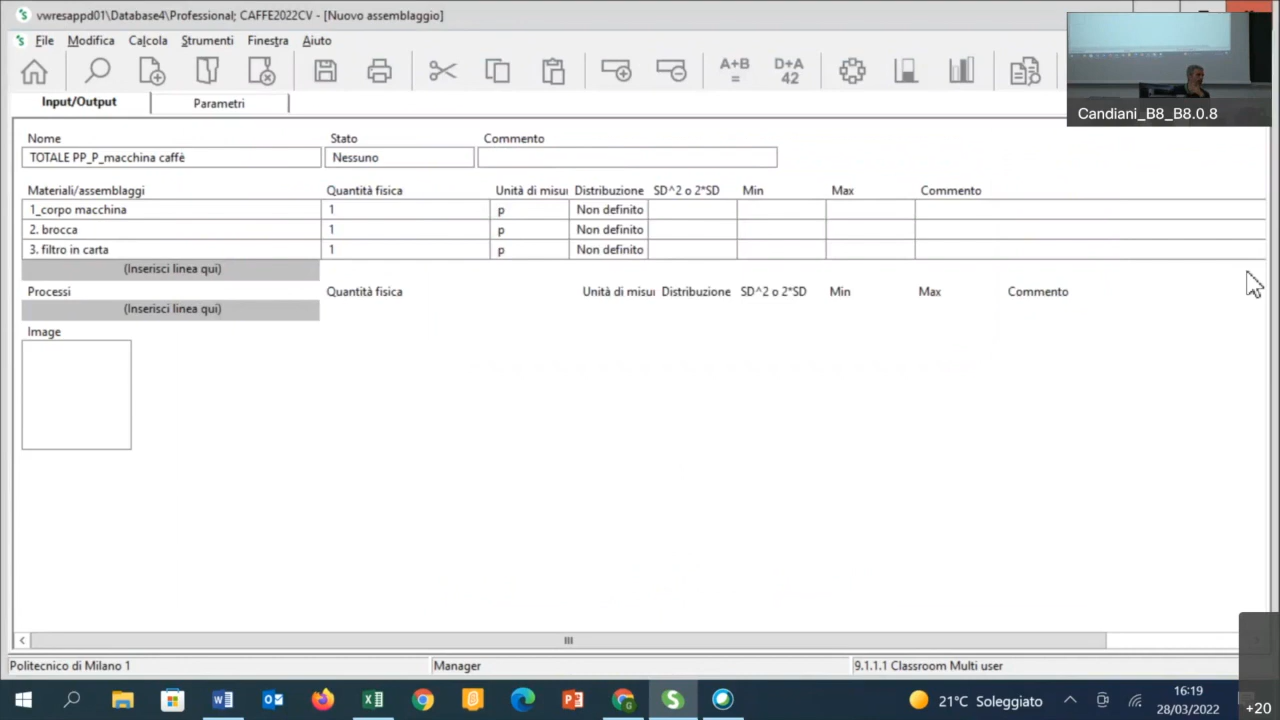 vwresappd01\Database4\Professional; CAFFE2022CV - [Nuovo assemblaggio]
File Modifica Calcola Strumenti Finestra Aiuto
A+B
=
D+A
42
Candiani_B8_B8.0.8
Input/Output Parametri
Nome Stato Commento
TOTALE PP_P_macchina caffè Nessuno
Materiali/assemblaggi Quantità fisica Unità di misu Distribuzione SD^2 o 2*SD Min Max Commento
1_corpo macchina 1 p Non definito
2. brocca 1 p Non definito
3. filtro in carta 1 p Non definito
(Inserisci linea qui)
Processi Quantità fisica Unità di misu Distribuzione SD^2 o 2*SD Min Max Commento
(Inserisci linea qui)
Image
Politecnico di Milano 1 Manager 9.1.1.1 Classroom Multi user
21°C Soleggiato
16:19
28/03/2022
+20